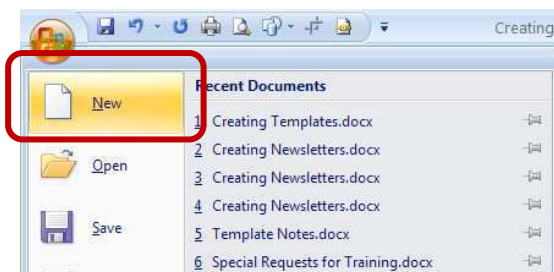 Creating
Recent Documents
New
1 Creating Templates.docx
2 Creating Newsletters.docx
Open
3 Creating Newsletters.docx
4 Creating Newsletters.docx
Save
5 Template Notes.docx
6 Special Requests for Training.docx